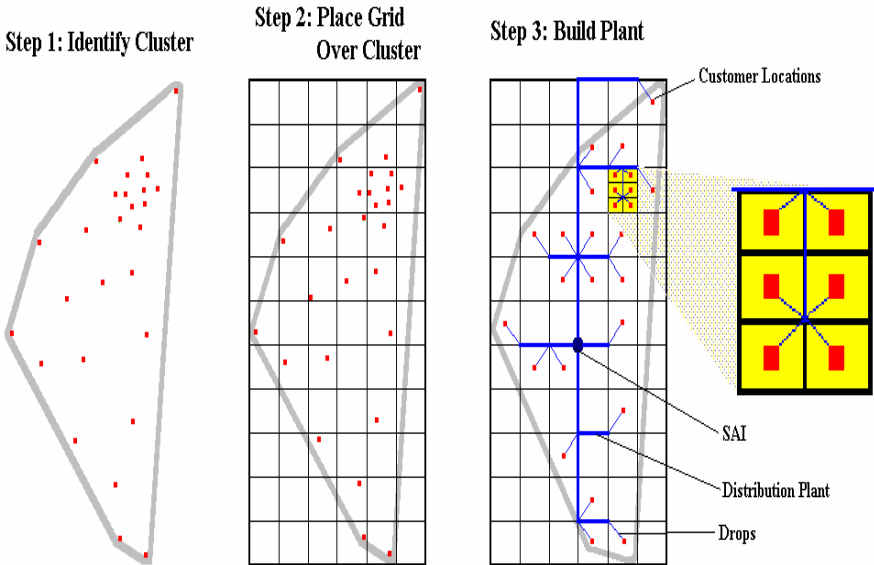 Step 1: Identify Cluster
Step 2: Place Grid
Over Cluster
Step 3: Build Plant
Customer Locations
SAI
Distribution Plant
Drops